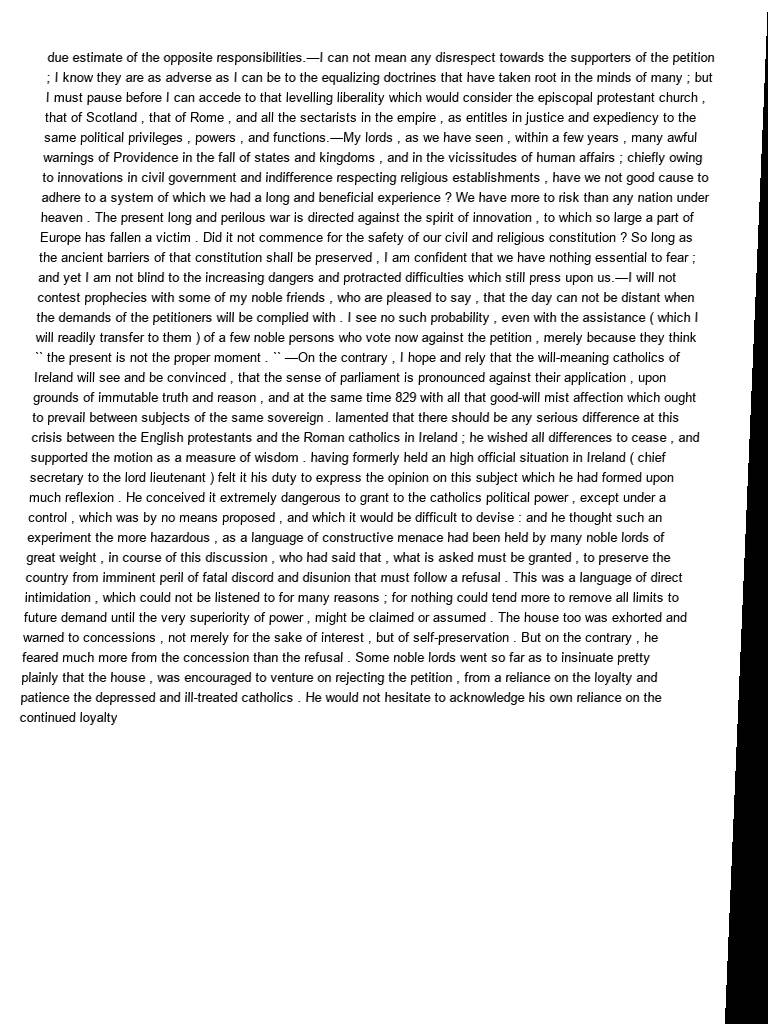 due estimate of the opposite responsibilities.—I can not mean any disrespect towards the supporters of the petition
; I know they are as adverse as I can be to the equalizing doctrines that have taken root in the minds of many ; but
I must pause before I can accede to that levelling liberality which would consider the episcopal protestant church ,
that of Scotland , that of Rome , and all the sectarists in the empire , as entitles in justice and expediency to the
same political privileges , powers , and functions.—My lords , as we have seen , within a few years , many awful
warnings of Providence in the fall of states and kingdoms , and in the vicissitudes of human affairs ; chiefly owing
to innovations in civil government and indifference respecting religious establishments , have we not good cause to
adhere to a system of which we had a long and beneficial experience ? We have more to risk than any nation under
heaven . The present long and perilous war is directed against the spirit of innovation , to which so large a part of
Europe has fallen a victim . Did it not commence for the safety of our civil and religious constitution ? So long as
the ancient barriers of that constitution shall be preserved , I am confident that we have nothing essential to fear ;
and yet I am not blind to the increasing dangers and protracted difficulties which still press upon us.—I will not
contest prophecies with some of my noble friends , who are pleased to say , that the day can not be distant when
the demands of the petitioners will be complied with . I see no such probability , even with the assistance ( which I
will readily transfer to them ) of a few noble persons who vote now against the petition , merely because they think
`` the present is not the proper moment . `` —On the contrary , I hope and rely that the will-meaning catholics of
Ireland will see and be convinced , that the sense of parliament is pronounced against their application , upon
grounds of immutable truth and reason , and at the same time 829 with all that good-will mist affection which ought
to prevail between subjects of the same sovereign . lamented that there should be any serious difference at this
crisis between the English protestants and the Roman catholics in Ireland ; he wished all differences to cease , and
supported the motion as a measure of wisdom . having formerly held an high official situation in Ireland ( chief
secretary to the lord lieutenant ) felt it his duty to express the opinion on this subject which he had formed upon
much reflexion . He conceived it extremely dangerous to grant to the catholics political power , except under a
control , which was by no means proposed , and which it would be difficult to devise : and he thought such an
experiment the more hazardous , as a language of constructive menace had been held by many noble lords of
great weight , in course of this discussion , who had said that , what is asked must be granted , to preserve the
country from imminent peril of fatal discord and disunion that must follow a refusal . This was a language of direct
intimidation , which could not be listened to for many reasons ; for nothing could tend more to remove all limits to
future demand until the very superiority of power , might be claimed or assumed . The house too was exhorted and
warned to concessions , not merely for the sake of interest , but of self-preservation . But on the contrary , he
feared much more from the concession than the refusal . Some noble lords went so far as to insinuate pretty
plainly that the house , was encouraged to venture on rejecting the petition , from a reliance on the loyalty and
patience the depressed and ill-treated catholics . He would not hesitate to acknowledge his own reliance on the
continued loyalty